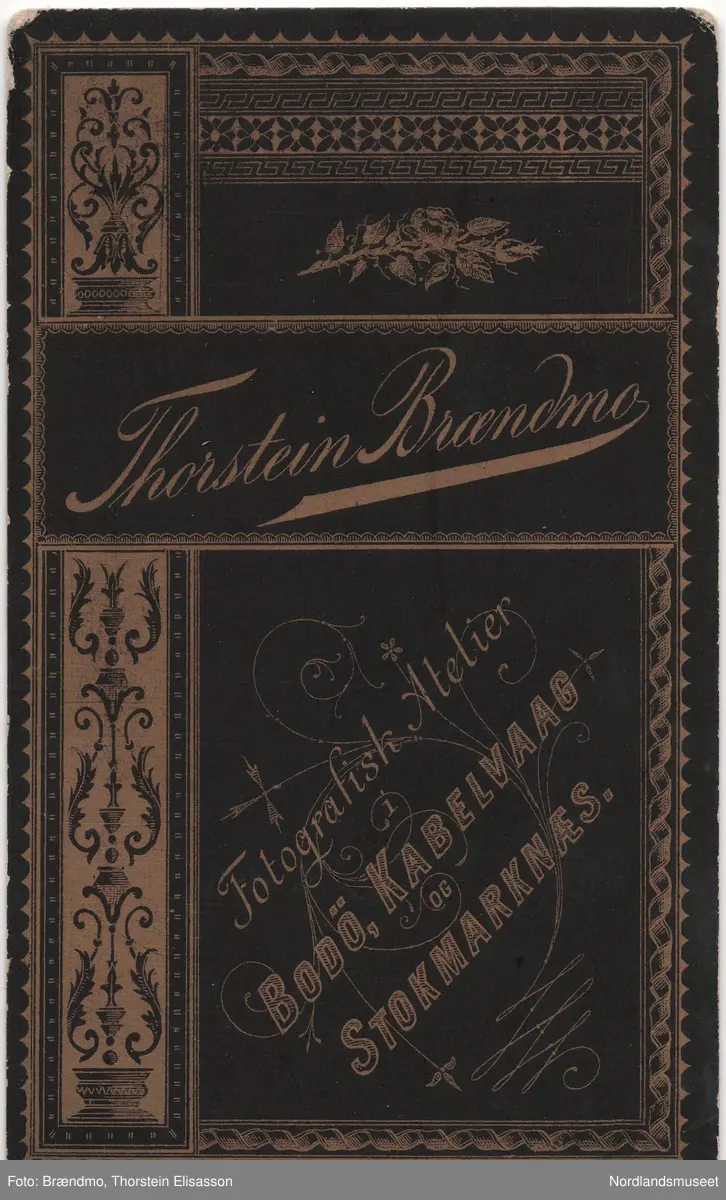 Thorstein Brændmo
Fotografisk Atelier
i
BODÖ, KABELVAAG
OG
STOKMARKNÆS.
Foto: Brændmo, Thorstein Elisasson
Nordlandsmuseet